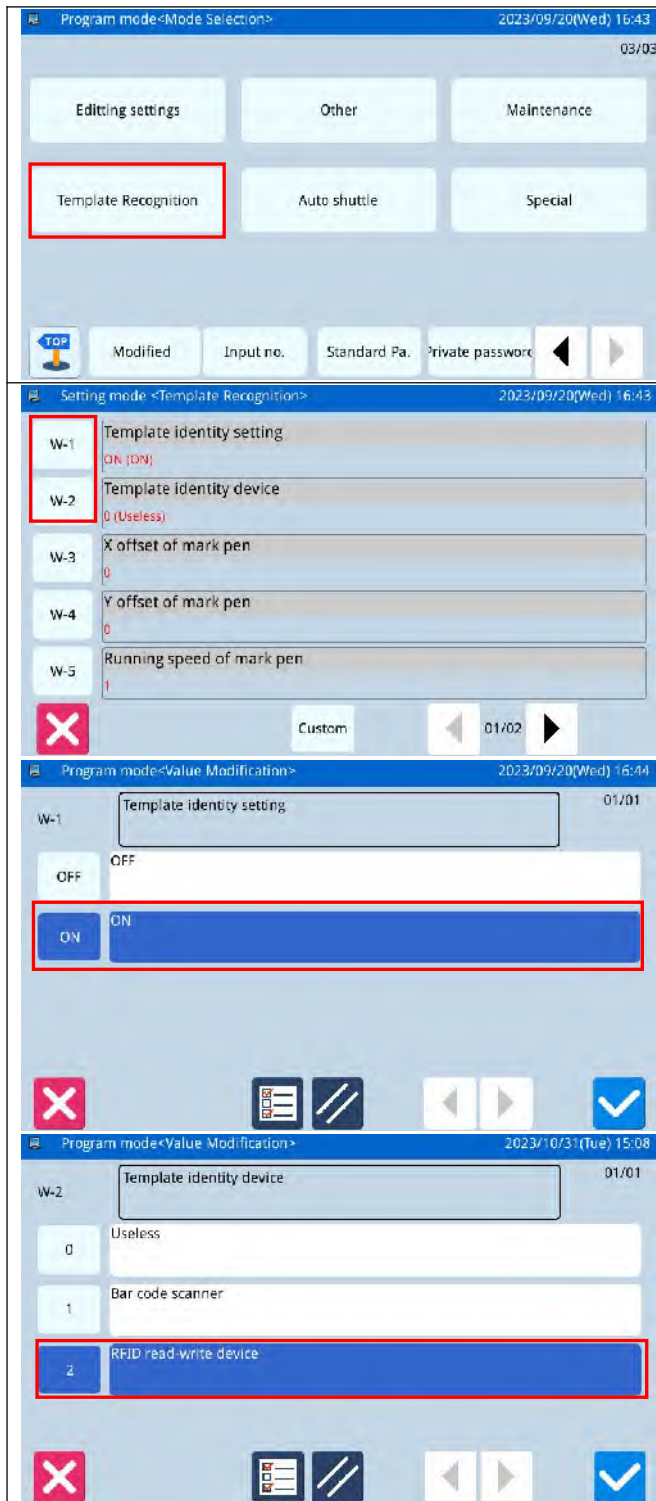 Program mode<Mode Selection> 2023/09/20(Wed) 16:43
03/03
Editting settings Other Maintenance
Template Recognition Auto shuttle Special
TOP Modified Input no. Standard Pa. Private password
Setting mode <Template Recognition> 2023/09/20(Wed) 16:43
W-1 Template identity setting
ON (ON)
W-2 Template identity device
0 (Useless)
W-3 X offset of mark pen
0
W-4 Y offset of mark pen
0
W-5 Running speed of mark pen
1
Custom 01/02
Program mode<Value Modification> 2023/09/20(Wed) 16:44
W-1 Template identity setting 01/01
OFF OFF
ON ON
Program mode<Value Modification> 2023/10/31(Tue) 15:08
W-2 Template identity device 01/01
0 Useless
1 Bar code scanner
2 RFID read-write device